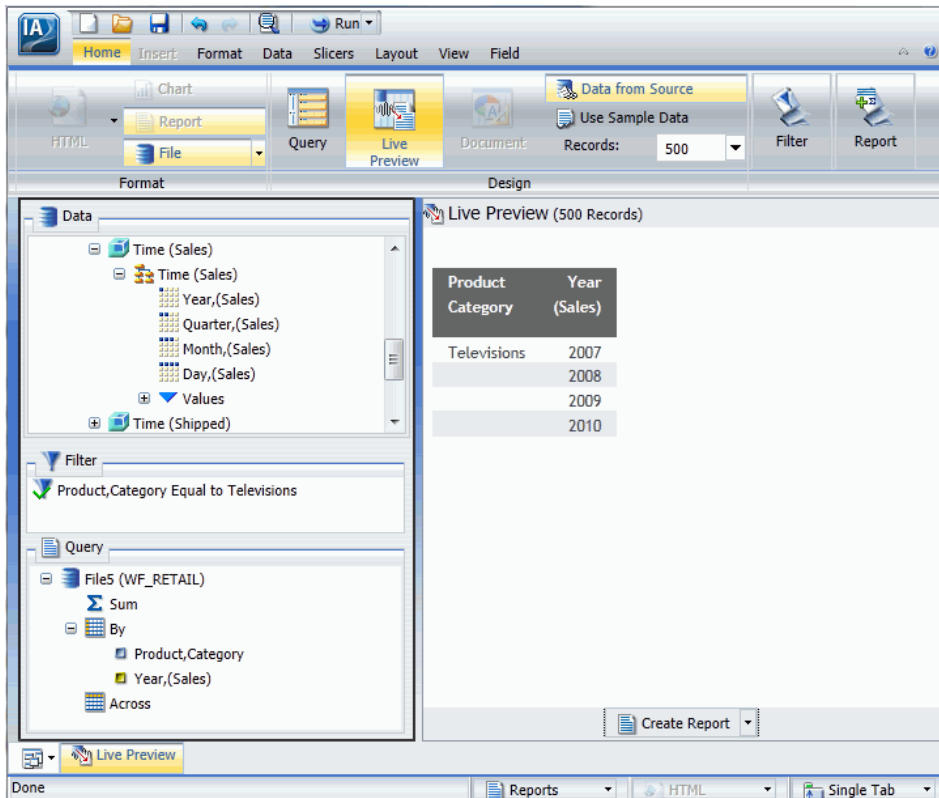 IA
Run
Home Insert Format Data Slicers Layout View Field
Chart
Report
File
HTML
Format
Query
Live
Preview
Document
Data from Source
Use Sample Data
Records: 500
Design
Filter
Report
Data
Time (Sales)
Time (Sales)
Year,(Sales)
Quarter,(Sales)
Month,(Sales)
Day,(Sales)
Values
Time (Shipped)
Filter
Product,Category Equal to Televisions
Query
File5 (WF_RETAIL)
Sum
By
Product,Category
Year,(Sales)
Across
Live Preview (500 Records)
Product Year
Category (Sales)
Televisions 2007
2008
2009
2010
Create Report
Live Preview
Done
Reports
HTML
Single Tab